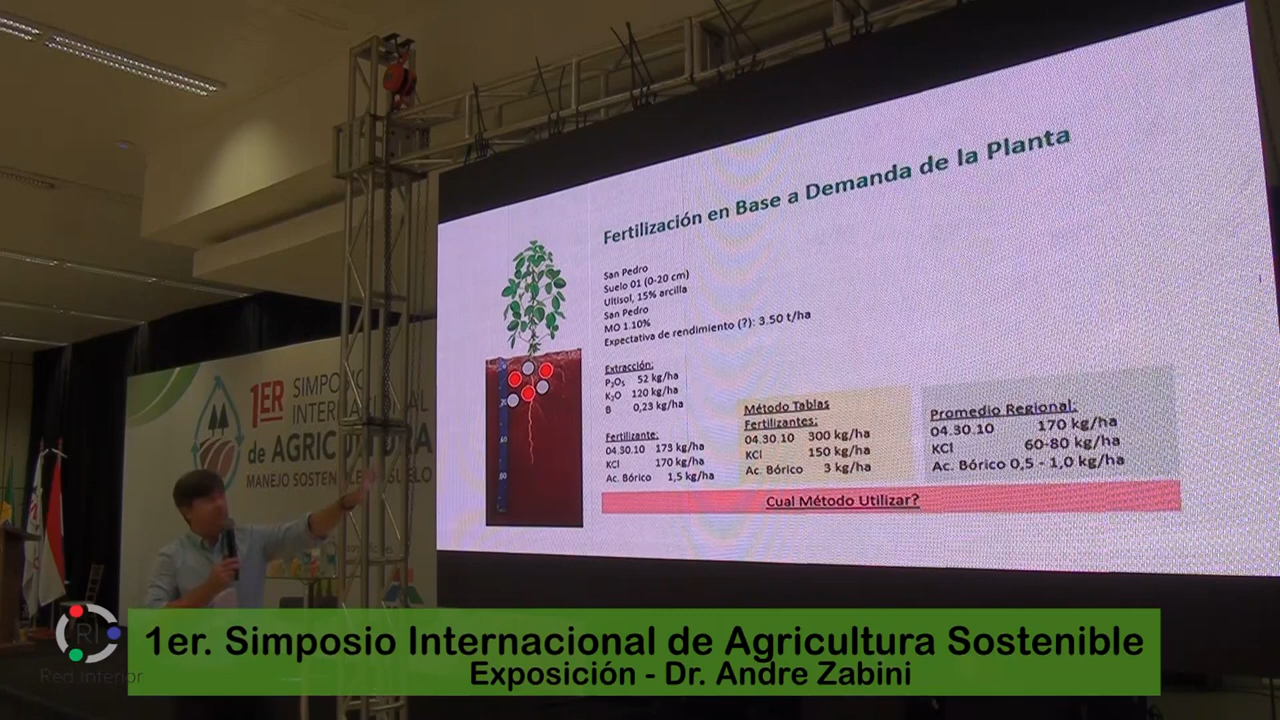 Fertilización en Base a Demanda de la Planta
San Pedro
Suelo 01 (0-20 cm)
Ultisol, 15% arcilla
San Pedro
MO 1.10%
Expectativa de rendimiento (?): 3.50 t/ha
Extracción:
P₂O₅ 52 kg/ha
K₂O 120 kg/ha
B 0,23 kg/ha
Fertilizante:
04.30.10 173 kg/ha
KCl 170 kg/ha
Ac. Bórico 1,5 kg/ha
Método Tablas
Fertilizantes:
04.30.10 300 kg/ha
KCl 150 kg/ha
Ac. Bórico 3 kg/ha
Promedio Regional:
04.30.10 170 kg/ha
KCl 60-80 kg/ha
Ac. Bórico 0,5 - 1,0 kg/ha
Cual Método Utilizar?
1ER SIMPOSIO
INTERNACIONAL
de AGRICULTURA
MANEJO SOSTENIBLE SUELO
RI
Red Interior
1er. Simposio Internacional de Agricultura Sostenible
Exposición - Dr. Andre Zabini